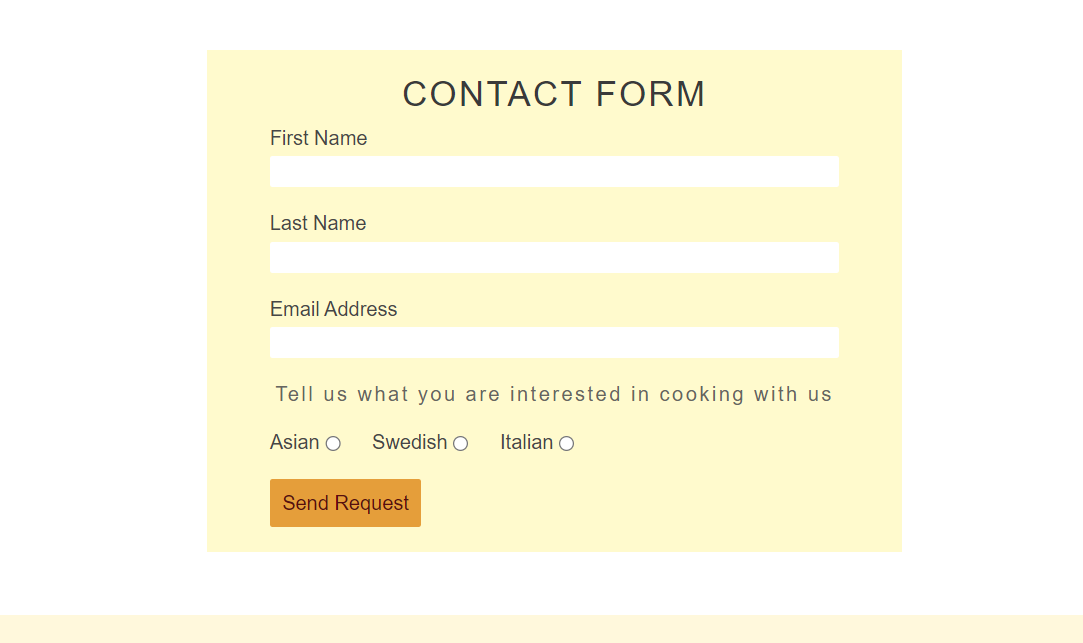 CONTACT FORM
First Name
Last Name
Email Address
Tell us what you are interested in cooking with us
Asian Swedish Italian
Send Request